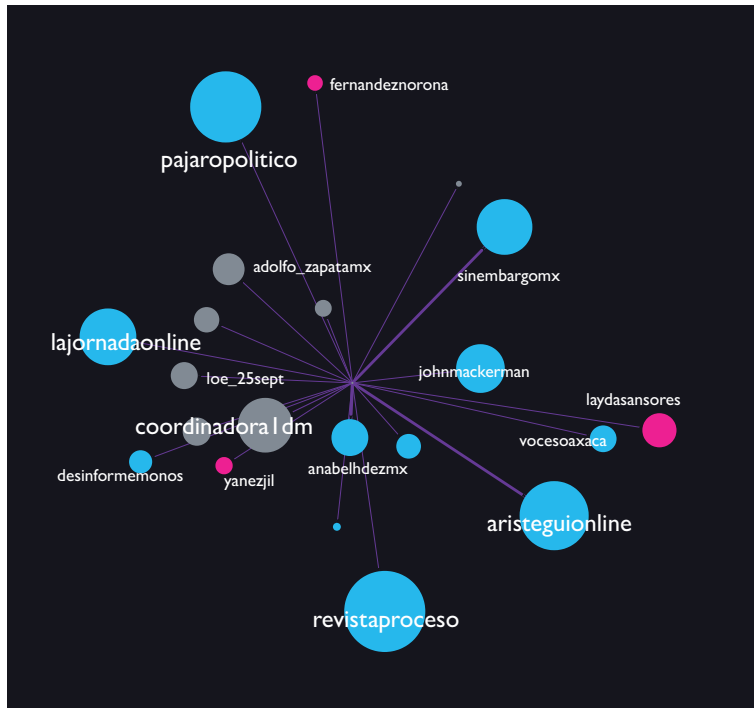 fernandeznorona
pajaropolitico
adolfo_zapatamx
sinembargomx
lajornadaonline
loe_25sept
johnmackerman
laydasansores
coordinadora1dm
vocesoaxaca
desinformemonos
yanezjil
anabelhdezmx
aristeguionline
revistaproceso